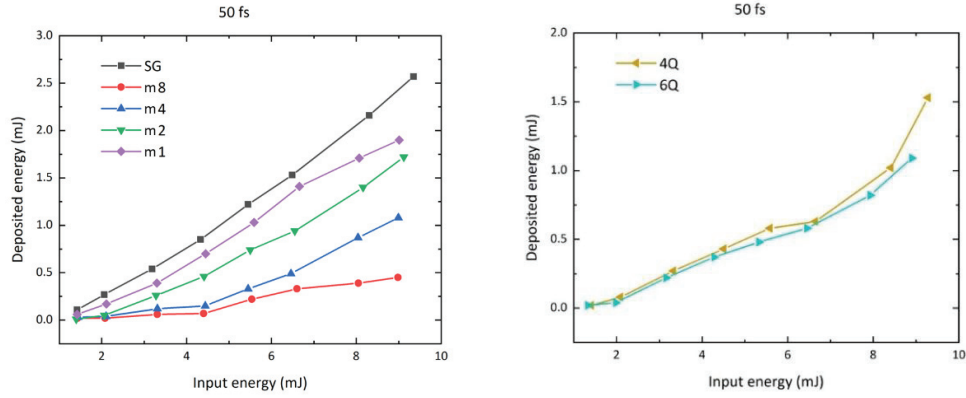 50 fs
3.0
2.5
2.0
1.5
1.0
0.5
0.0
2
4
6
8
10
Deposited energy (mJ)
Input energy (mJ)
SG
m8
m4
m2
m1
50 fs
2.0
1.5
1.0
0.5
0.0
2
4
6
8
10
Deposited energy (mJ)
Input energy (mJ)
4Q
6Q